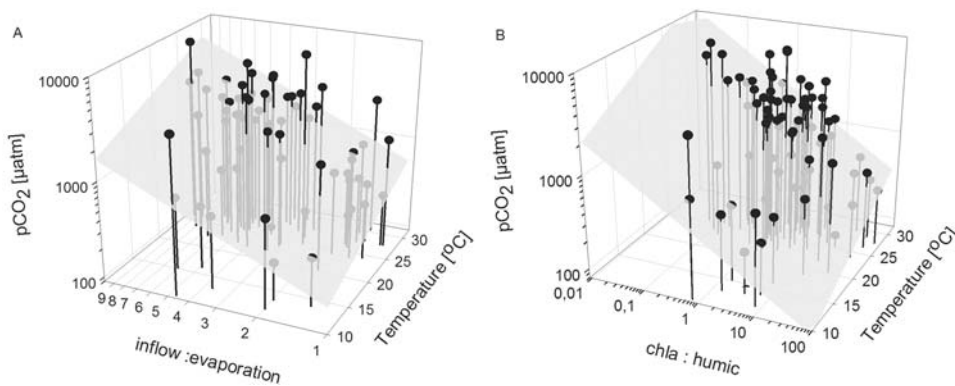 A
pCO2 [µatm]
10000
1000
100
9 8 7 6 5 4 3 2 1
inflow :evaporation
10 15 20 25 30
Temperature [ºC]
B
pCO2 [µatm]
10000
1000
100
0,01 0,1 1 10 100
chla : humic
10 15 20 25 30
Temperature [ºC]